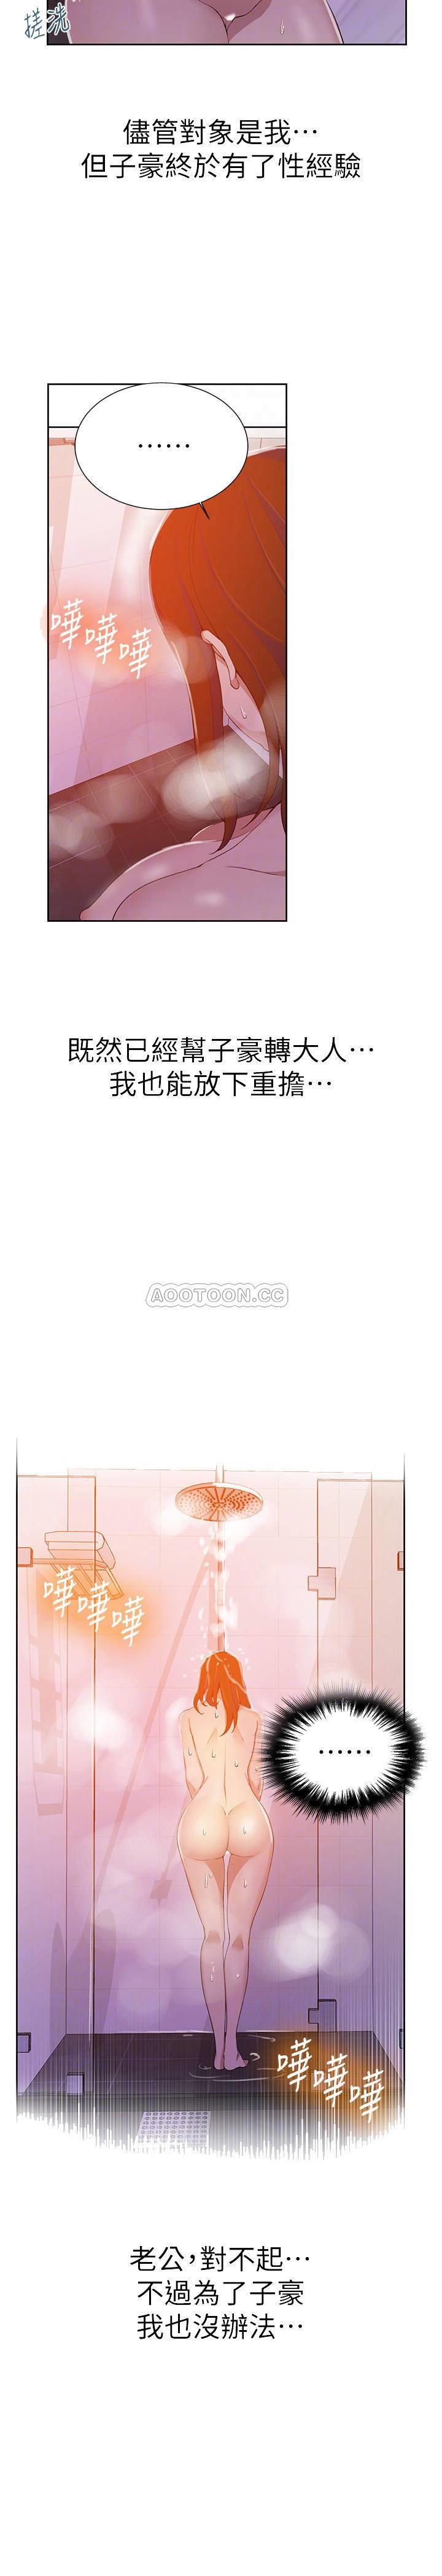 搓洗
儘管對象是我…
但子豪終於有了性經驗
……
嘩嘩嘩
既然已經幫子豪轉大人…
我也能放下重擔…
AOOTOON.CC
嘩嘩嘩
……
嘩嘩嘩
老公,對不起…
不過為了子豪
我也沒辦法…